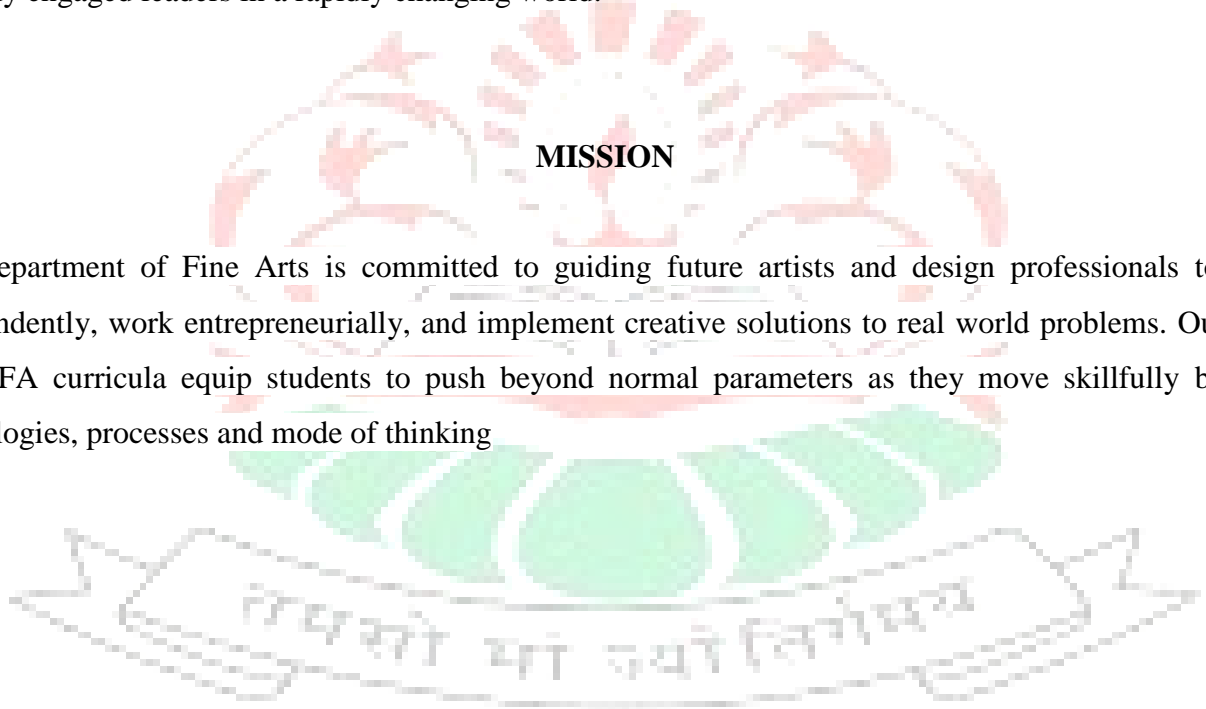 y engaged leaders in a rapidly changing world.
MISSION
epartment of Fine Arts is committed to guiding future artists and design professionals to
ndently, work entrepreneurially, and implement creative solutions to real world problems. Ou
FA curricula equip students to push beyond normal parameters as they move skillfully b
logies, processes and mode of thinking
तमसो मा ज्योतिर्गमय